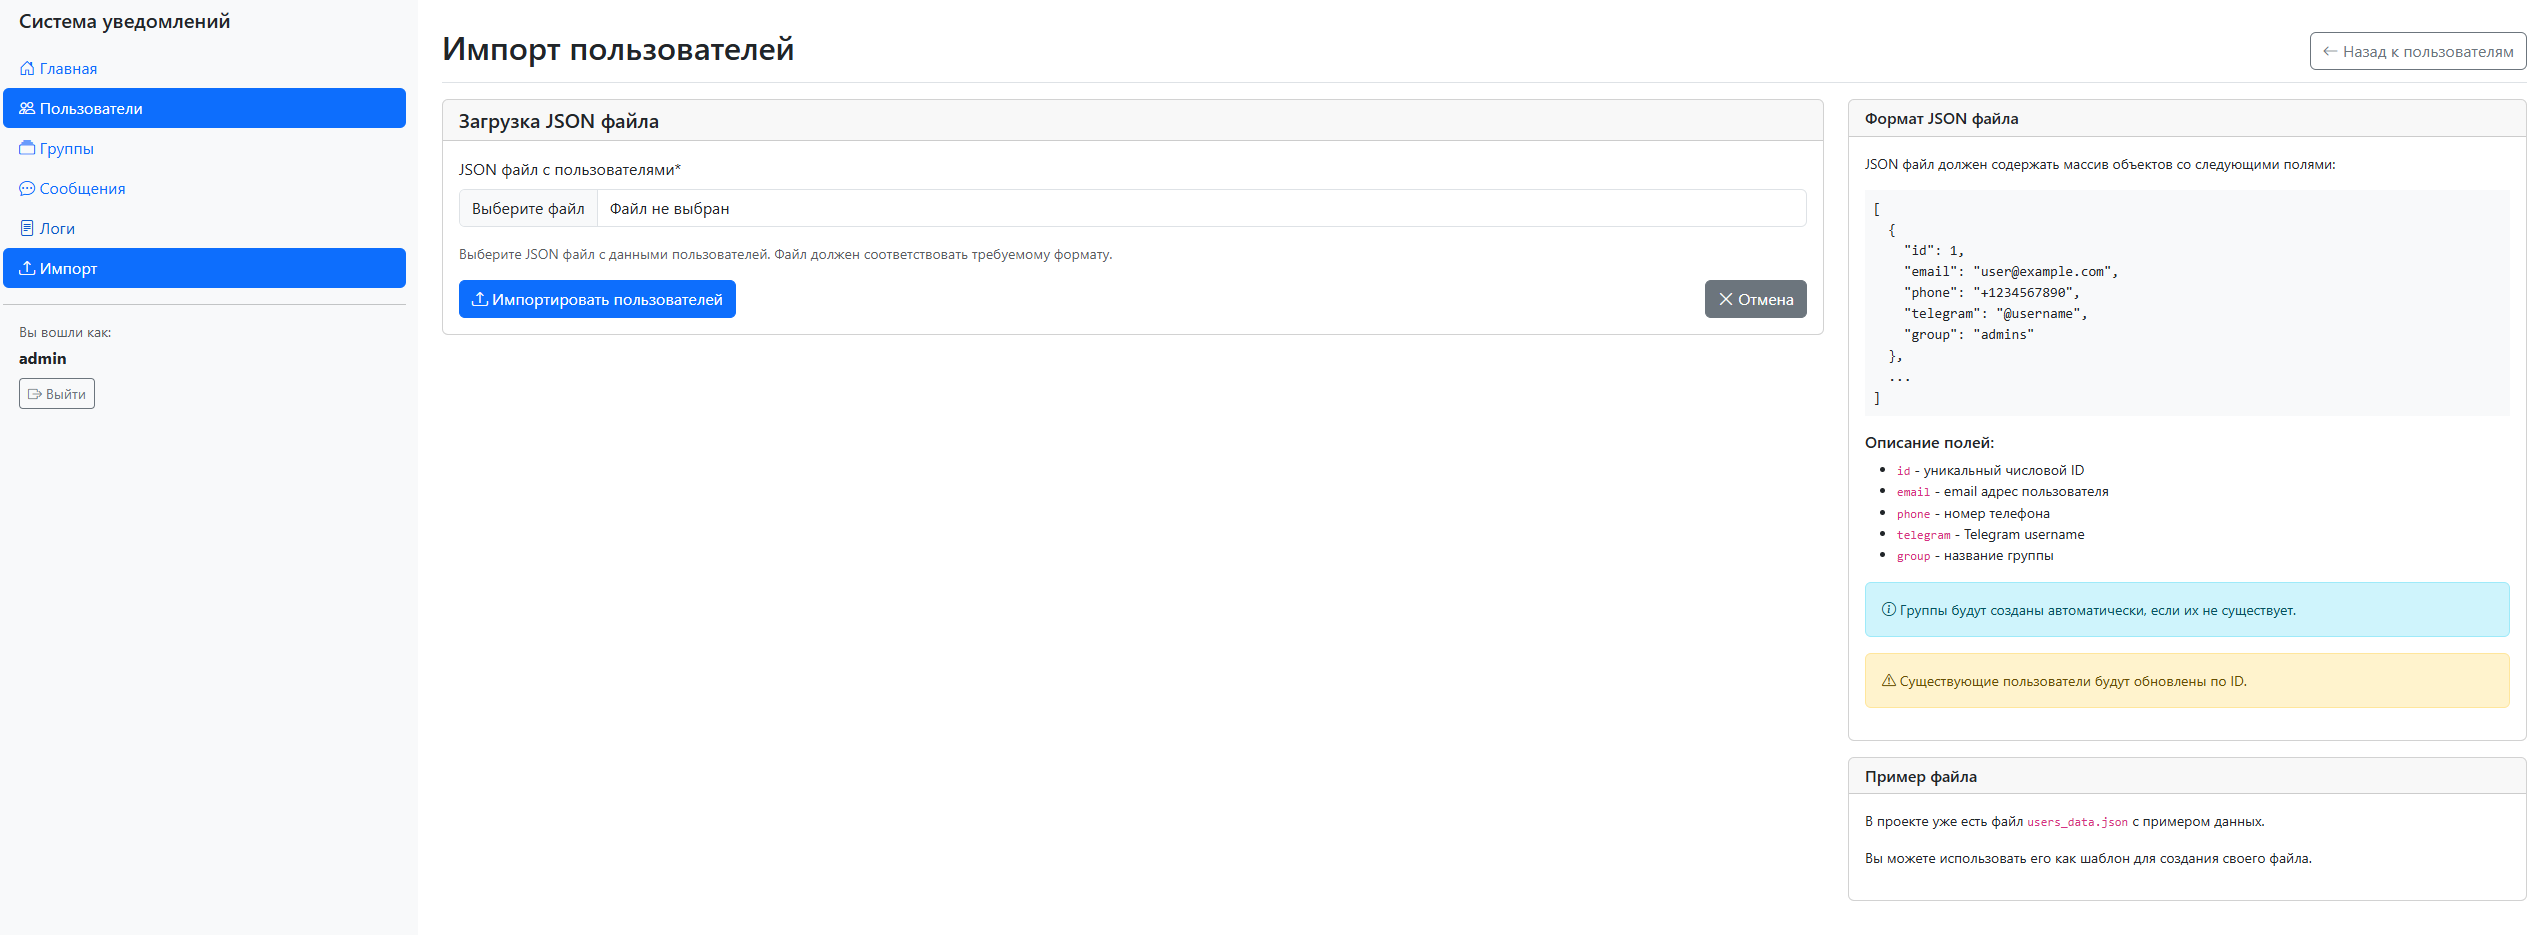 Система уведомлений
Главная
Пользователи
Группы
Сообщения
Логи
Импорт
Вы вошли как:
admin
Выйти
Импорт пользователей
Назад к пользователям
Загрузка JSON файла
JSON файл с пользователями*
Выберите файл Файл не выбран
Выберите JSON файл с данными пользователей. Файл должен соответствовать требуемому формату.
Импортировать пользователей
Отмена
Формат JSON файла
JSON файл должен содержать массив объектов со следующими полями:
[
  {
    "id": 1,
    "email": "user@example.com",
    "phone": "+1234567890",
    "telegram": "@username",
    "group": "admins"
  },
  ...
]
Описание полей:
• id - уникальный числовой ID
• email - email адрес пользователя
• phone - номер телефона
• telegram - Telegram username
• group - название группы
Группы будут созданы автоматически, если их не существует.
Существующие пользователи будут обновлены по ID.
Пример файла
В проекте уже есть файл users_data.json с примером данных.
Вы можете использовать его как шаблон для создания своего файла.